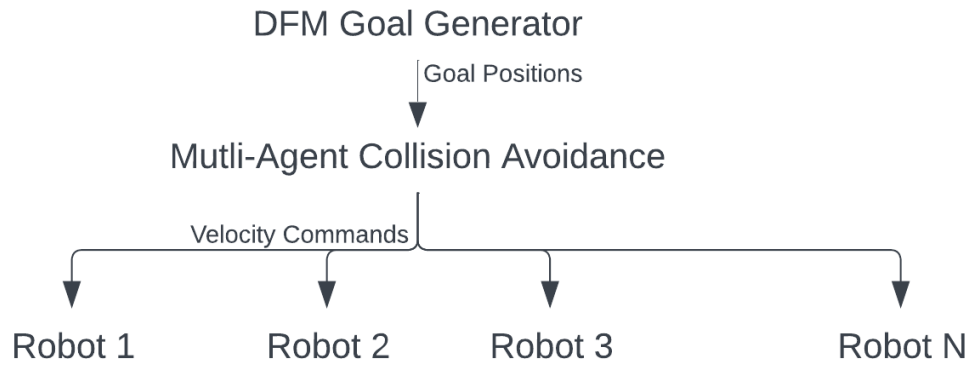 DFM Goal Generator
Goal Positions
Mutli-Agent Collision Avoidance
Velocity Commands
Robot 1
Robot 2
Robot 3
Robot N